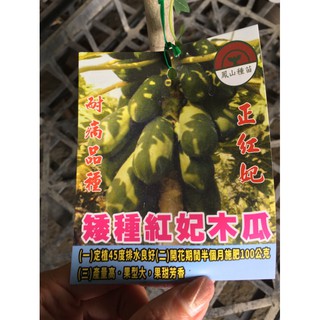 鳳山種苗
正紅妃
耐病品種
矮種紅妃木瓜
(一)定植45度排水良好(二)開花期間半個月施肥100公克
(三)產量高‧果型大‧果甜芳香